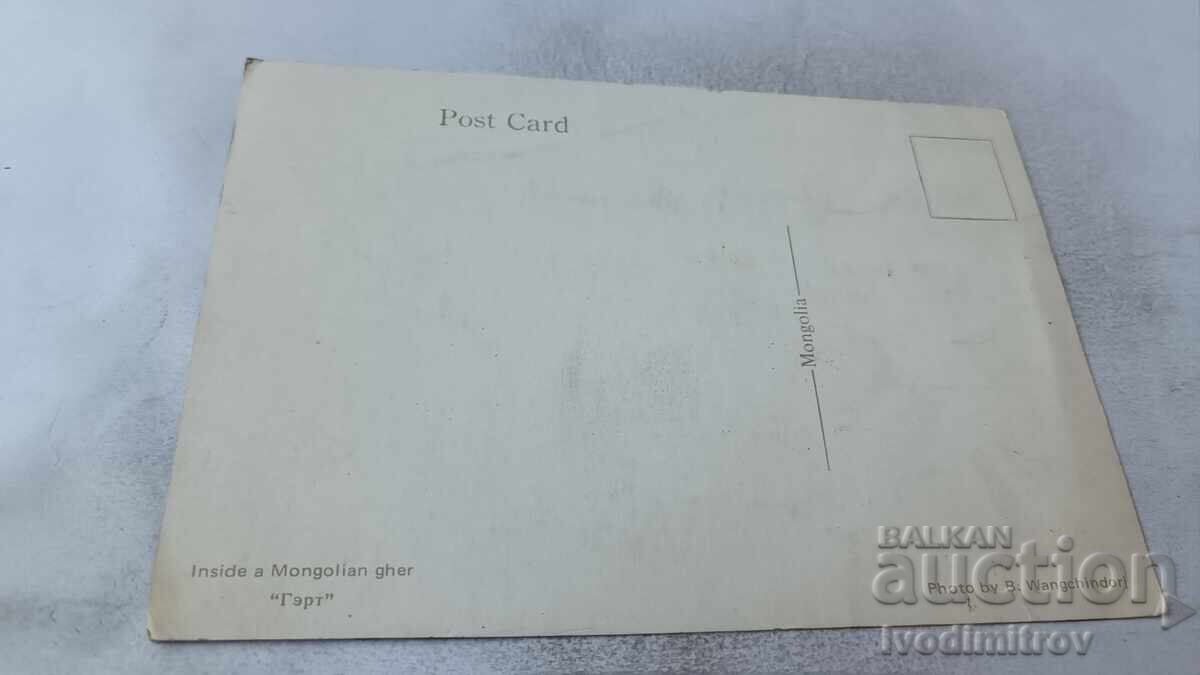 Post Card
Mongolia
Inside a Mongolian gher
"Гэрт"
Photo by B. Wangchindorj
BALKAN
auction
ivodimitrov